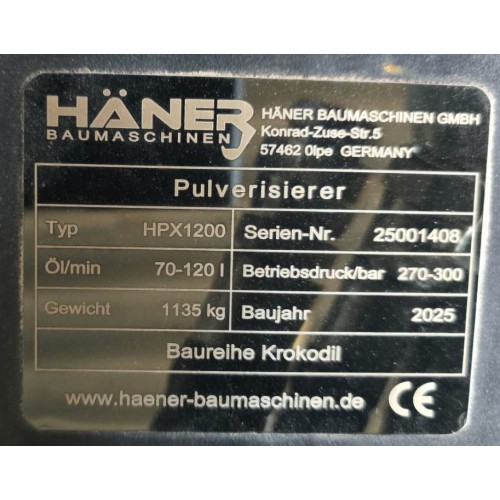 HÄNER
BAUMASCHINEN
HÄNER BAUMASCHINEN GMBH
Konrad-Zuse-Str.5
57462 Olpe GERMANY
Pulverisierer
Typ HPX1200 Serien-Nr. 25001408
Öl/min 70-120 l Betriebsdruck/bar 270-300
Gewicht 1135 kg Baujahr 2025
Baureihe Krokodil
www.haener-baumaschinen.de CE